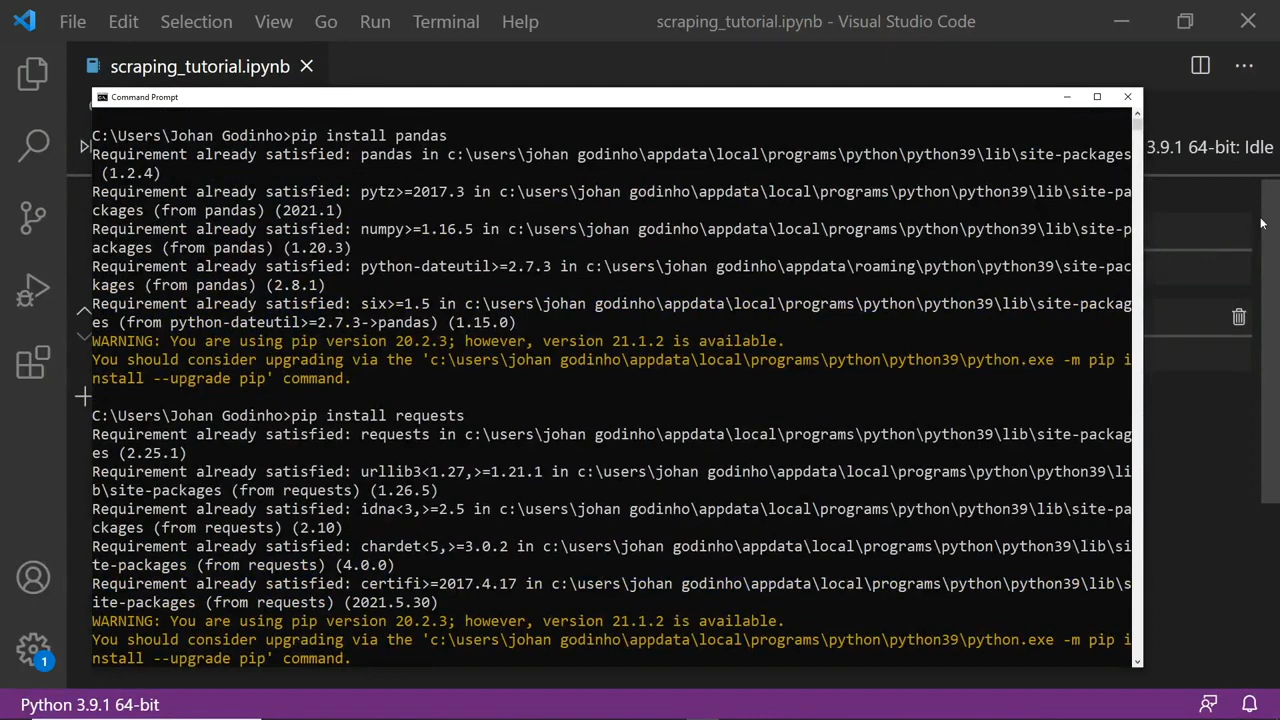 File Edit Selection View Go Run Terminal Help scraping_tutorial.ipynb - Visual Studio Code
scraping_tutorial.ipynb
Command Prompt
3.9.1 64-bit: Idle
C:\Users\Johan Godinho>pip install pandas
Requirement already satisfied: pandas in c:\users\johan godinho\appdata\local\programs\python\python39\lib\site-packages
(1.2.4)
Requirement already satisfied: pytz>=2017.3 in c:\users\johan godinho\appdata\local\programs\python\python39\lib\site-pa
ckages (from pandas) (2021.1)
Requirement already satisfied: numpy>=1.16.5 in c:\users\johan godinho\appdata\local\programs\python\python39\lib\site-p
ackages (from pandas) (1.20.3)
Requirement already satisfied: python-dateutil>=2.7.3 in c:\users\johan godinho\appdata\roaming\python\python39\site-pac
kages (from pandas) (2.8.1)
Requirement already satisfied: six>=1.5 in c:\users\johan godinho\appdata\local\programs\python\python39\lib\site-packag
es (from python-dateutil>=2.7.3->pandas) (1.15.0)
WARNING: You are using pip version 20.2.3; however, version 21.1.2 is available.
You should consider upgrading via the 'c:\users\johan godinho\appdata\local\programs\python\python39\python.exe -m pip i
nstall --upgrade pip' command.
C:\Users\Johan Godinho>pip install requests
Requirement already satisfied: requests in c:\users\johan godinho\appdata\local\programs\python\python39\lib\site-packag
es (2.25.1)
Requirement already satisfied: urllib3<1.27,>=1.21.1 in c:\users\johan godinho\appdata\local\programs\python\python39\li
b\site-packages (from requests) (1.26.5)
Requirement already satisfied: idna<3,>=2.5 in c:\users\johan godinho\appdata\local\programs\python\python39\lib\site-pa
ckages (from requests) (2.10)
Requirement already satisfied: chardet<5,>=3.0.2 in c:\users\johan godinho\appdata\local\programs\python\python39\lib\si
te-packages (from requests) (4.0.0)
Requirement already satisfied: certifi>=2017.4.17 in c:\users\johan godinho\appdata\local\programs\python\python39\lib\s
ite-packages (from requests) (2021.5.30)
WARNING: You are using pip version 20.2.3; however, version 21.1.2 is available.
You should consider upgrading via the 'c:\users\johan godinho\appdata\local\programs\python\python39\python.exe -m pip i
nstall --upgrade pip' command.
1
Python 3.9.1 64-bit